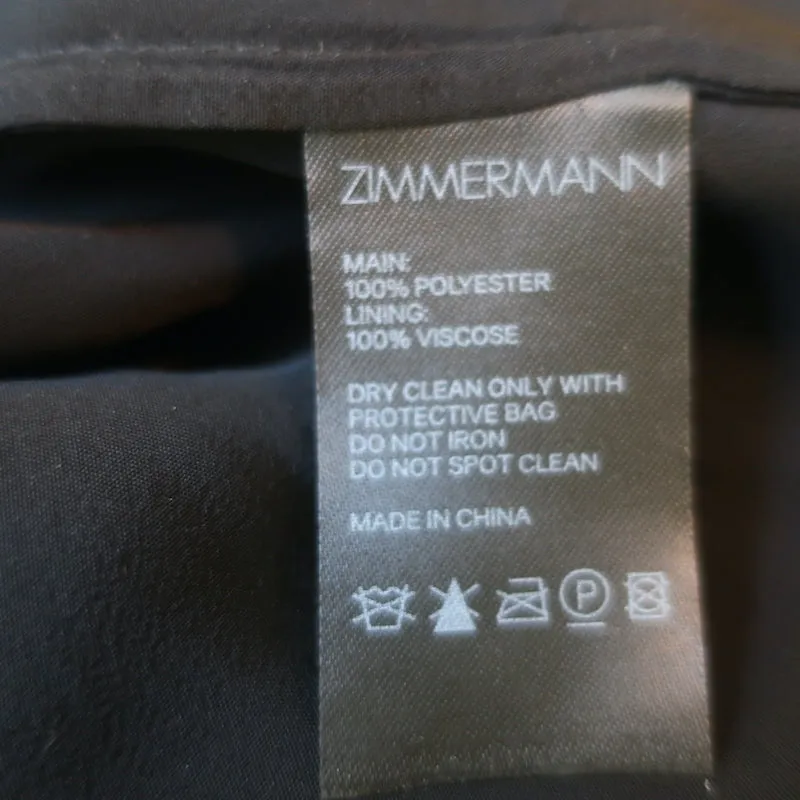 ZIMMERMANN
MAIN:
100% POLYESTER
LINING:
100% VISCOSE
DRY CLEAN ONLY WITH
PROTECTIVE BAG
DO NOT IRON
DO NOT SPOT CLEAN
MADE IN CHINA
P